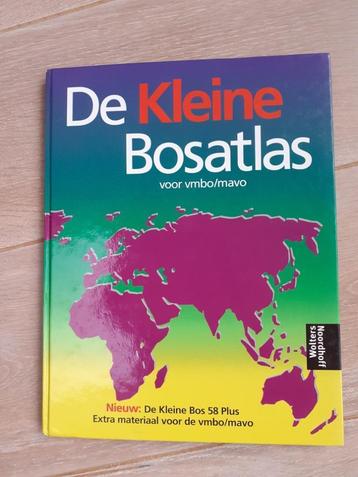 De Kleine
Bosatlas
voor vmbo/mavo
Wolters
Noordhoff
Nieuw: De Kleine Bos 58 Plus
Extra materiaal voor de vmbo/mavo